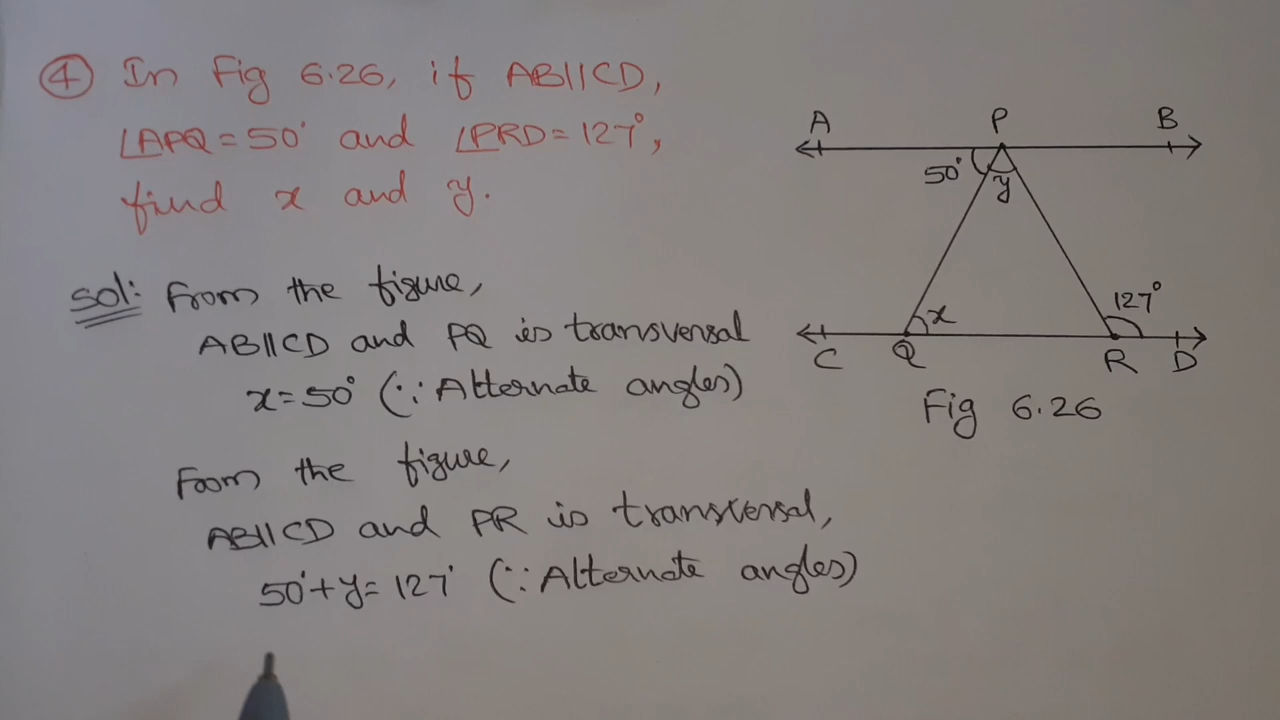 ④ In Fig 6.26, if AB||CD,
∠APQ=50° and ∠PRD=127°,
find x and y.
Sol: From the figure,
AB||CD and PQ is transversal
x=50° (∵ Alternate angles)
From the figure,
AB||CD and PR is transversal,
50°+y=127° (∵ Alternate angles)
A P B
50° y
127°
x
C Q R D
Fig 6.26